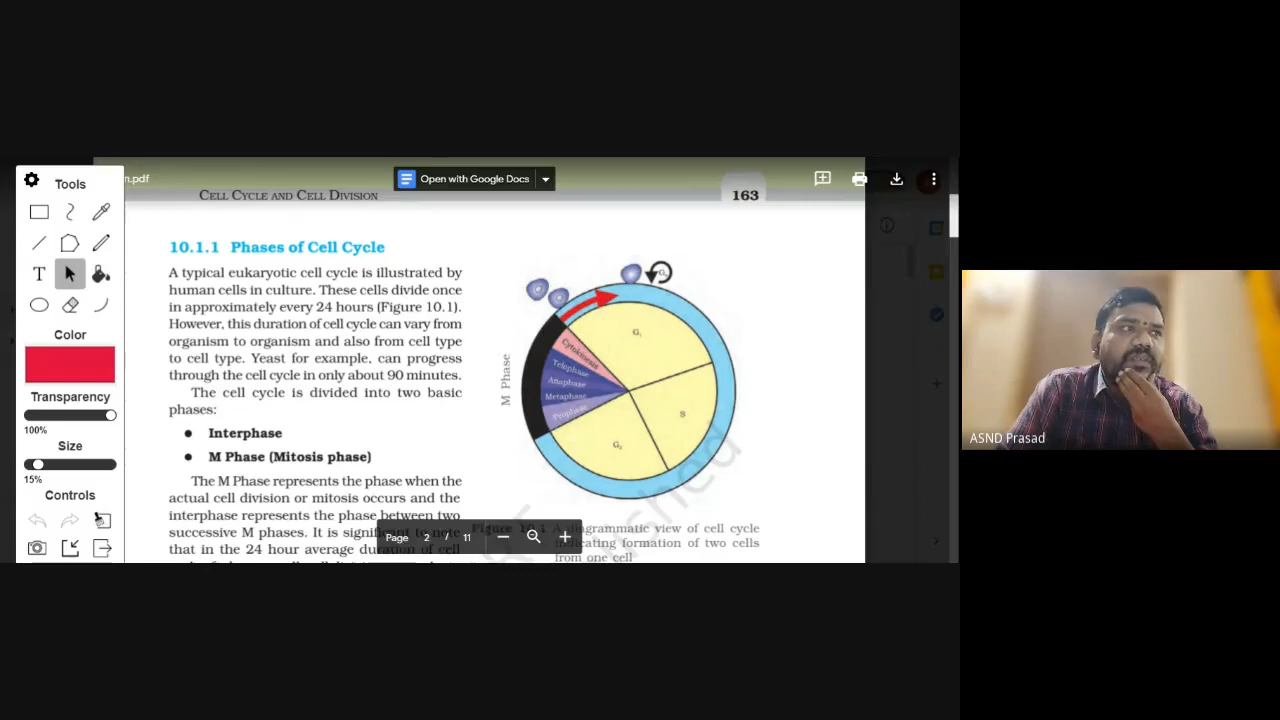 Tools
n.pdf
Open with Google Docs
CELL CYCLE AND CELL DIVISION
163
10.1.1 Phases of Cell Cycle
A typical eukaryotic cell cycle is illustrated by
human cells in culture. These cells divide once
in approximately every 24 hours (Figure 10.1).
However, this duration of cell cycle can vary from
organism to organism and also from cell type
to cell type. Yeast for example, can progress
through the cell cycle in only about 90 minutes.
The cell cycle is divided into two basic
phases:
● Interphase
● M Phase (Mitosis phase)
The M Phase represents the phase when the
actual cell division or mitosis occurs and the
interphase represents the phase between two
successive M phases. It is significant to note
that in the 24 hour average duration of cell
G₀
G₁
S
G₂
M Phase
Cytokinesis
Telophase
Anaphase
Metaphase
Prophase
Figure 10.1 A diagrammatic view of cell cycle
indicating formation of two cells
from one cell
T
Color
Transparency
100%
Size
15%
Controls
Page 2 / 11
ASND Prasad